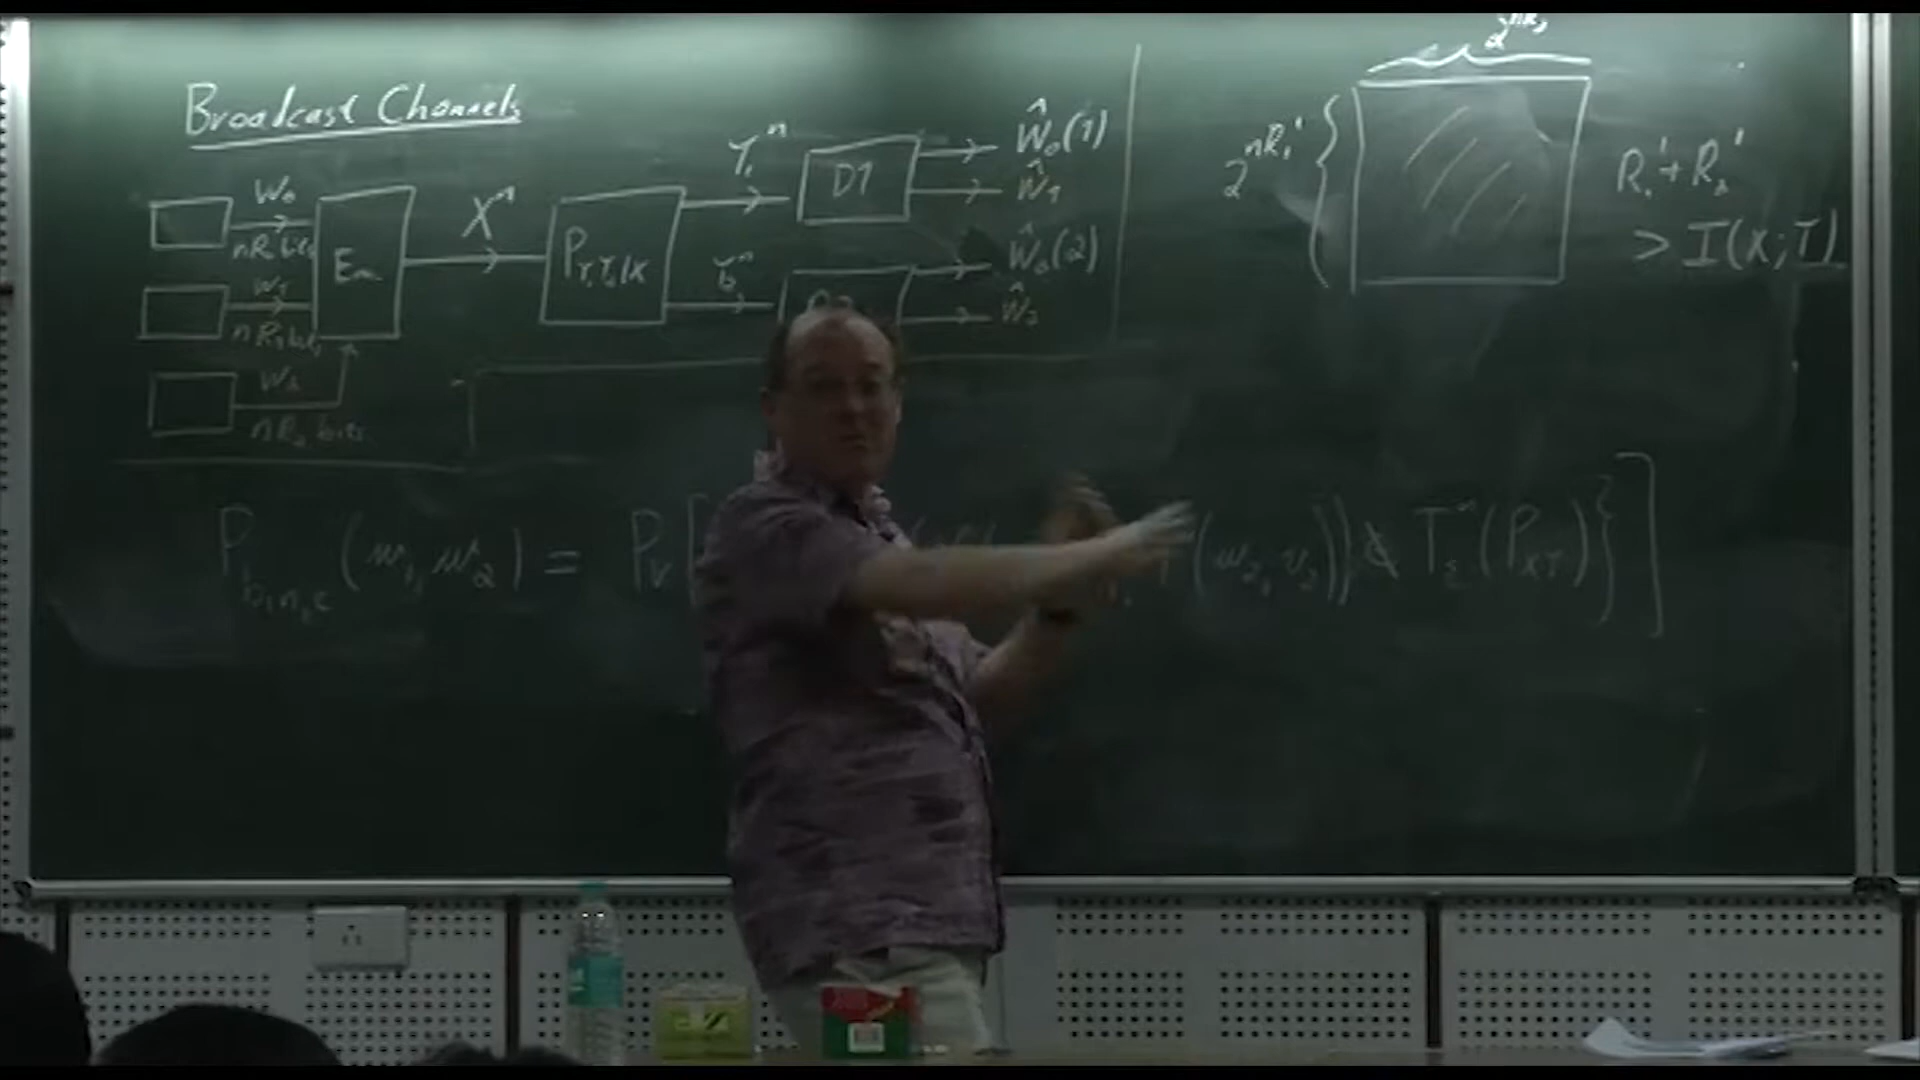 Broadcast Channels
W₀
nR bits
W₁
nR₁ bits
W₂
nR₂ bits
Xⁿ
P_{Y₁Y₂|X}
Y₁ⁿ
Y₂ⁿ
D1
Ŵ₀(1)
Ŵ₁
Ŵ₀(2)
Ŵ₂
2^{nR₂'}
2^{nR₁'}
R₁' + R₂'
> I(X;T)
P_{bin,e}(w₁,w₂) = Pr[ (w₂,v₂)) ∉ T_ε^n(P_{XT})}]